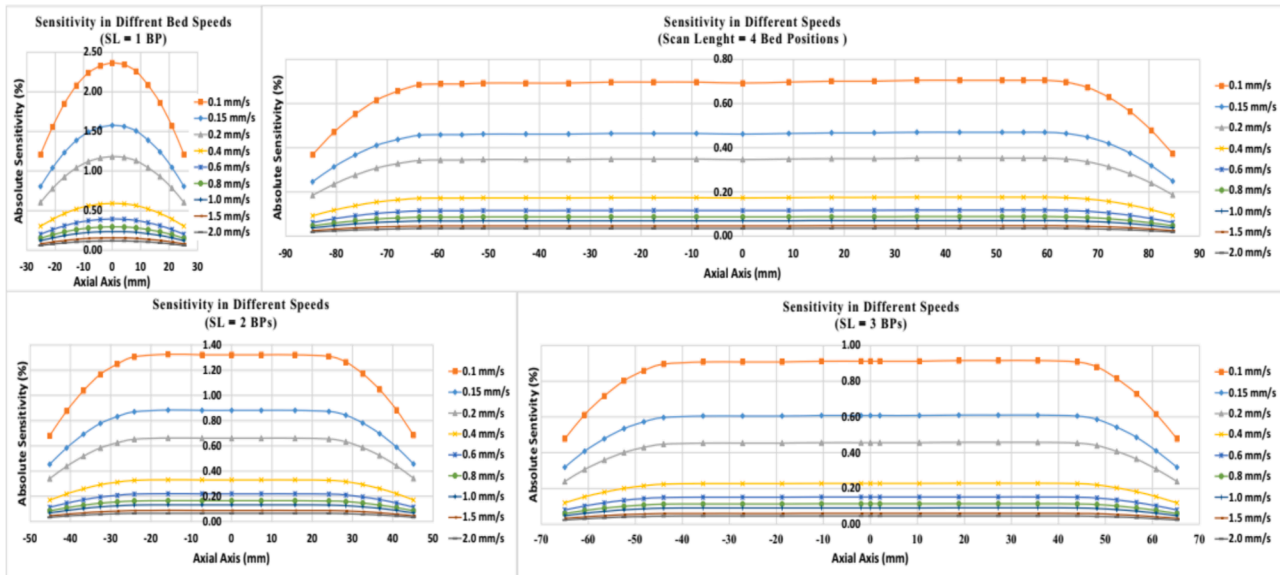 Sensitivity in Diffrent Bed Speeds
(SL = 1 BP)
2.50
2.00
1.50
1.00
0.50
0.00
Absolute Sensitivity (%)
-30 -20 -10 0 10 20 30
Axial Axis (mm)
0.1 mm/s
0.15 mm/s
0.2 mm/s
0.4 mm/s
0.6 mm/s
0.8 mm/s
1.0 mm/s
1.5 mm/s
2.0 mm/s
Sensitivity in Different Speeds
(Scan Lenght = 4 Bed Positions )
0.80
0.60
0.40
0.20
0.00
Absolute Sensitivity (%)
-90 -80 -70 -60 -50 -40 -30 -20 -10 0 10 20 30 40 50 60 70 80 90
Axial Axis (mm)
0.1 mm/s
0.15 mm/s
0.2 mm/s
0.4 mm/s
0.6 mm/s
0.8 mm/s
1.0 mm/s
1.5 mm/s
2.0 mm/s
Sensitivity in Different Speeds
(SL = 2 BPs)
1.40
1.20
1.00
0.80
0.60
0.40
0.20
0.00
Absolute Sensitivity (%)
-50 -40 -30 -20 -10 0 10 20 30 40 50
Axial Axis (mm)
0.1 mm/s
0.15 mm/s
0.2 mm/s
0.4 mm/s
0.6 mm/s
0.8 mm/s
1.0 mm/s
1.5 mm/s
2.0 mm/s
Sensitivity in Different Speeds
(SL = 3 BPs)
1.00
0.80
0.60
0.40
0.20
0.00
Absolute Sentivity (%)
-70 -60 -50 -40 -30 -20 -10 0 10 20 30 40 50 60 70
Axial Axis (mm)
0.1 mm/s
0.15 mm/s
0.2 mm/s
0.4 mm/s
0.6 mm/s
0.8 mm/s
1.0 mm/s
1.5 mm/s
2.0 mm/s